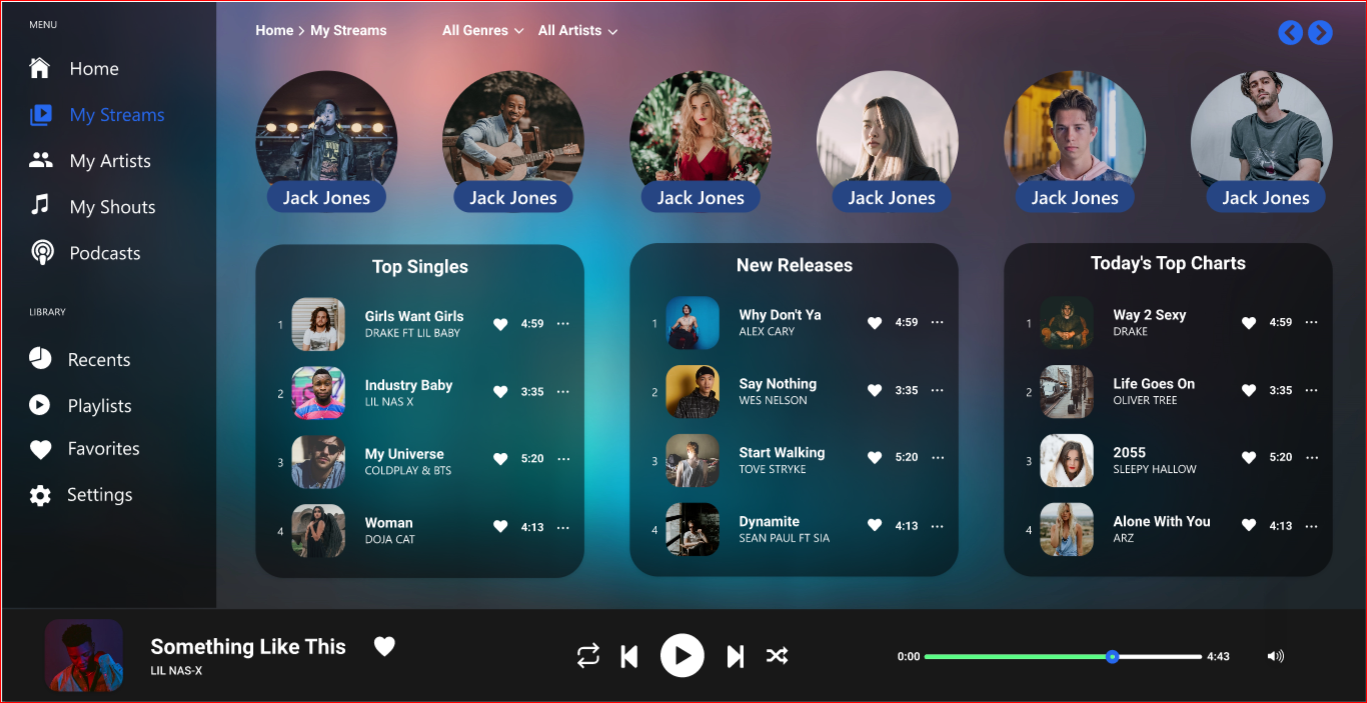 MENU
Home
My Streams
My Artists
My Shouts
Podcasts
LIBRARY
Recents
Playlists
Favorites
Settings
Home > My Streams
All Genres
All Artists
Jack Jones
Jack Jones
Jack Jones
Jack Jones
Jack Jones
Jack Jones
Top Singles
1
Girls Want Girls
DRAKE FT LIL BABY
4:59
2
Industry Baby
LIL NAS X
3:35
3
My Universe
COLDPLAY & BTS
5:20
4
Woman
DOJA CAT
4:13
New Releases
1
Why Don't Ya
ALEX CARY
4:59
2
Say Nothing
WES NELSON
3:35
3
Start Walking
TOVE STRYKE
5:20
4
Dynamite
SEAN PAUL FT SIA
4:13
Today's Top Charts
1
Way 2 Sexy
DRAKE
4:59
2
Life Goes On
OLIVER TREE
3:35
3
2055
SLEEPY HALLOW
5:20
4
Alone With You
ARZ
4:13
Something Like This
LIL NAS-X
0:00
4:43